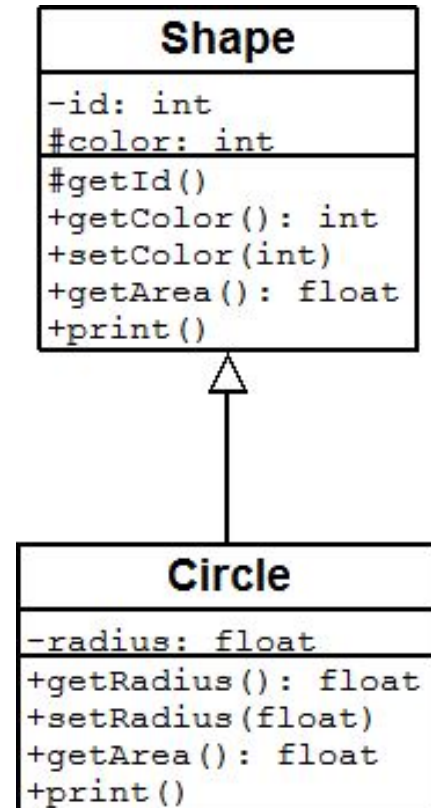 Shape
-id: int
#color: int
#getId()
+getColor(): int
+setColor(int)
+getArea(): float
+print()
Circle
-radius: float
+getRadius(): float
+setRadius(float)
+getArea(): float
+print()